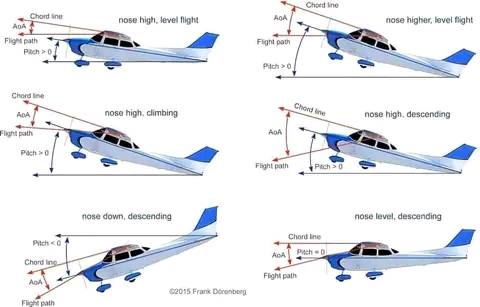 Chord line
nose high, level flight
AoA
Flight path
Pitch > 0
Chord line
nose higher, level flight
AoA
Flight path
Pitch > 0
Chord line
nose high, climbing
AoA
Flight path
Pitch > 0
Chord line
nose high, descending
AoA
Flight path
Pitch > 0
nose down, descending
Pitch < 0
Chord line
AoA
Flight path
©2015 Frank Dörenberg
nose level, descending
Chord line
AoA
Pitch = 0
Flight path